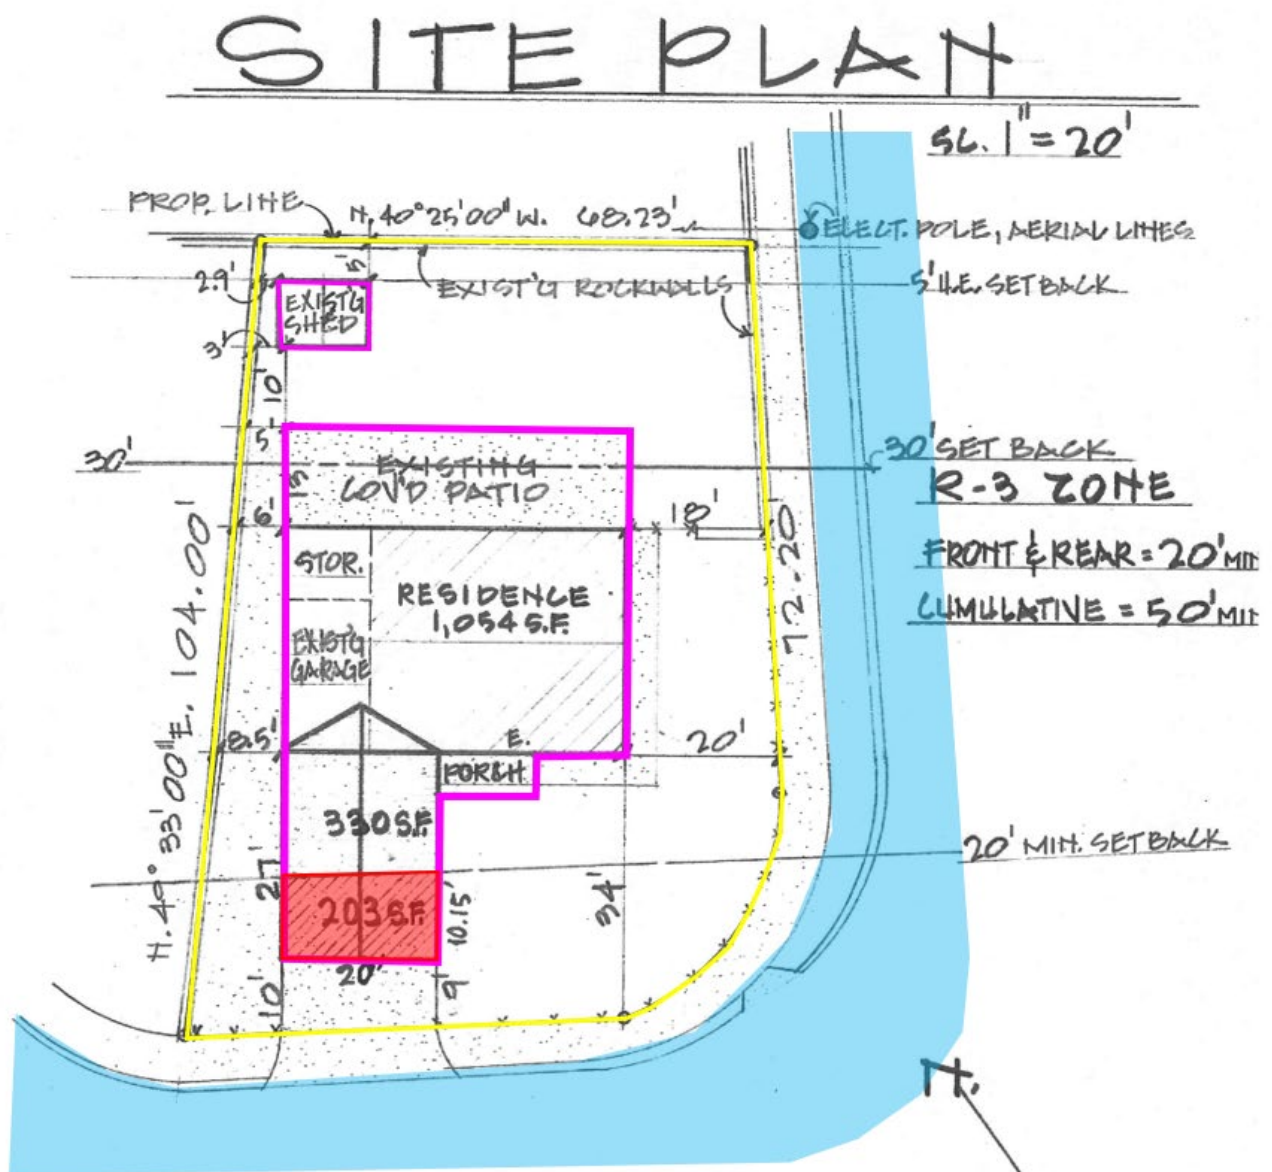 SITE PLAN
SC. 1" = 20'
PROP. LINE
N. 40° 25' 00" W. 68.23'
ELECT. POLE, AERIAL LINES
5'
2.9'
EXIST'G ROCKWALLS
5' U.E. SETBACK
EXIST'G
SHED
3'
10'
5'
30'
30' SET BACK
EXISTING
COV'D PATIO
13'
R-3 ZONE
6'
18'
STOR.
FRONT & REAR = 20'
RESIDENCE
1,054 S.F.
CUMULATIVE = 50'
72.20'
EXIST'G
GARAGE
N. 40° 33' 00" E. 104.00'
8.5'
E.
20'
PORCH
330 S.F.
20' MIN. SETBACK
27'
203 S.F.
10.15'
34'
20'
10'
9'
N.